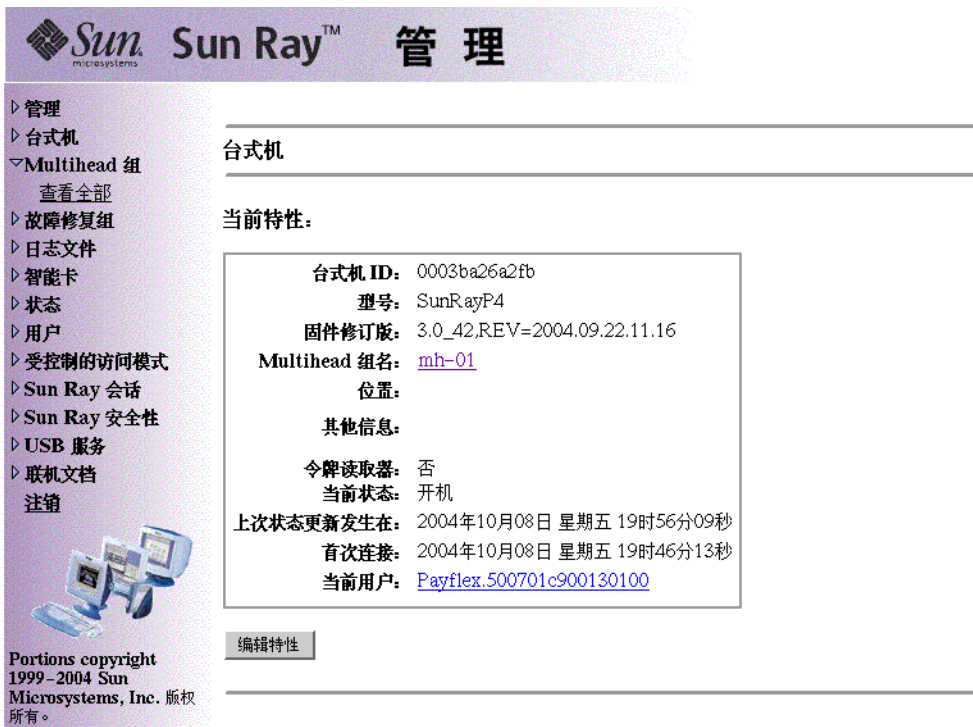 Sun microsystems Sun Ray™ 管 理
管理
台式机
Multihead 组
查看全部
故障修复组
日志文件
智能卡
状态
用户
受控制的访问模式
Sun Ray 会话
Sun Ray 安全性
USB 服务
联机文档
注销
Portions copyright
1999-2004 Sun
Microsystems, Inc. 版权
所有。
台式机
当前特性：
台式机 ID： 0003ba26a2fb
型号： SunRayP4
固件修订版： 3.0_42,REV=2004.09.22.11.16
Multihead 组名： mh-01
位置：
其他信息：
令牌读取器： 否
当前状态： 开机
上次状态更新发生在： 2004年10月08日 星期五 19时56分09秒
首次连接： 2004年10月08日 星期五 19时46分13秒
当前用户： Payflex.500701c900130100
编辑特性